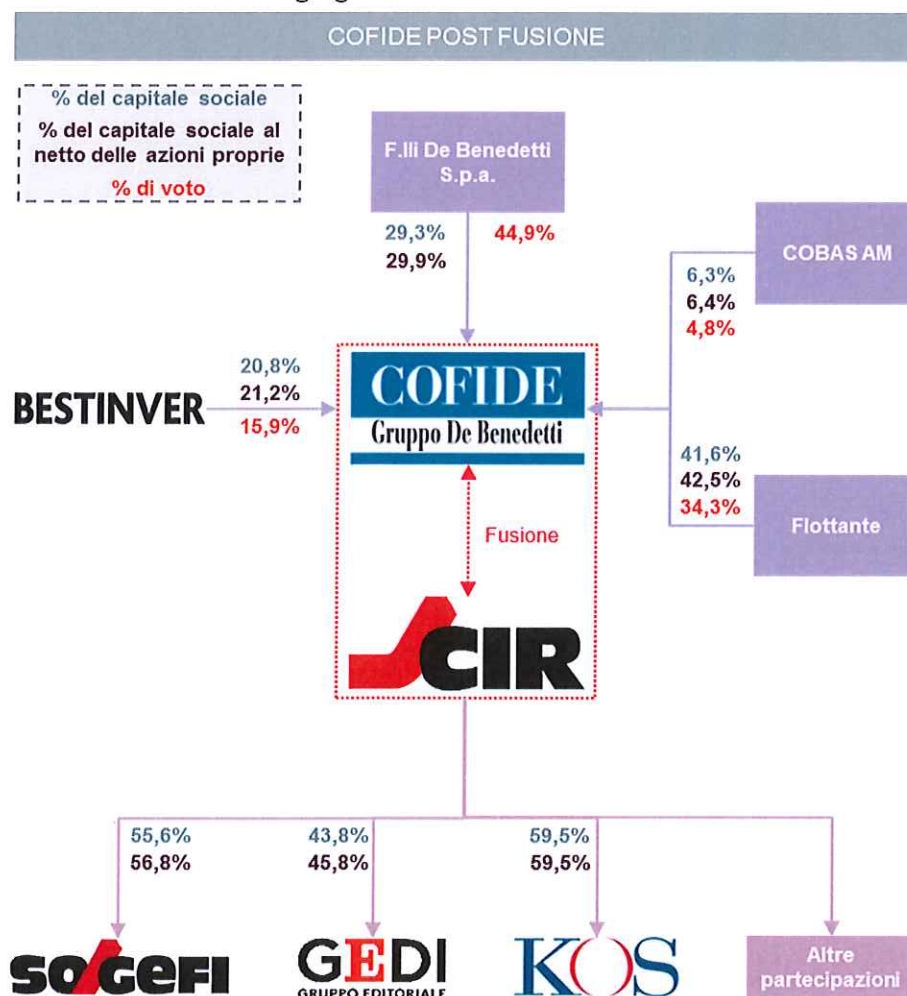 COFIDE POST FUSIONE
% del capitale sociale
% del capitale sociale al
netto delle azioni proprie
% di voto
F.lli De Benedetti
S.p.a.
29,3% 44,9%
29,9%
COBAS AM
6,3%
6,4%
4,8%
BESTINVER
20,8%
21,2%
15,9%
COFIDE
Gruppo De Benedetti
41,6%
42,5%
34,3%
Flottante
Fusione
CIR
55,6%
56,8%
43,8%
45,8%
59,5%
59,5%
SOGEFI
GEDI
GRUPPO EDITORIALE
KOS
Altre
partecipazioni